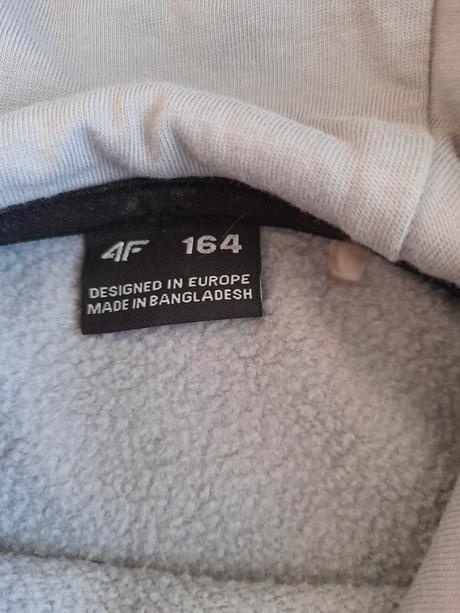 4F 164
DESIGNED IN EUROPE
MADE IN BANGLADESH